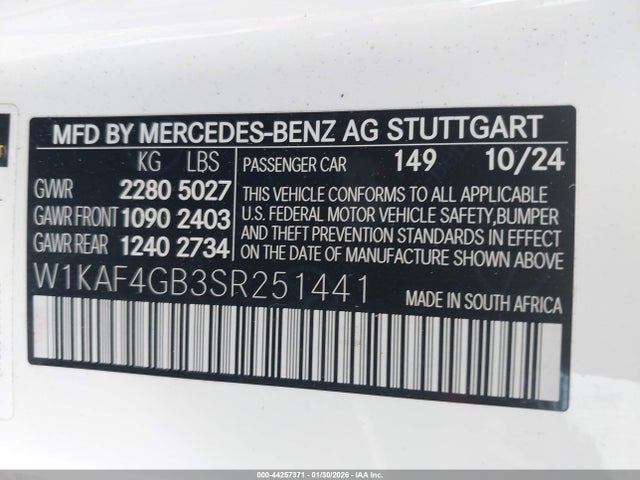 MFD BY MERCEDES-BENZ AG STUTTGART
KG LBS
GVWR 2280 5027
GAWR FRONT 1090 2403
GAWR REAR 1240 2734
PASSENGER CAR 149 10/24
THIS VEHICLE CONFORMS TO ALL APPLICABLE
U.S. FEDERAL MOTOR VEHICLE SAFETY,BUMPER
AND THEFT PREVENTION STANDARDS IN EFFECT
ON THE DATE OF MANUFACTURE SHOWN ABOVE.
W1KAF4GB3SR251441
MADE IN SOUTH AFRICA
000-44257371 - 01/30/2026 - IAA Corp.